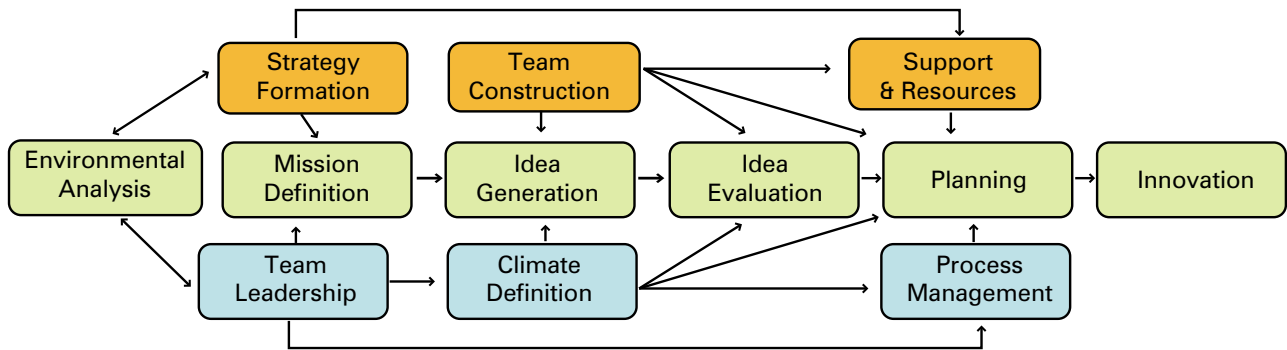 Strategy
Formation
Team
Construction
Support
& Resources
Environmental
Analysis
Mission
Definition
Idea
Generation
Idea
Evaluation
Planning
Innovation
Team
Leadership
Climate
Definition
Process
Management